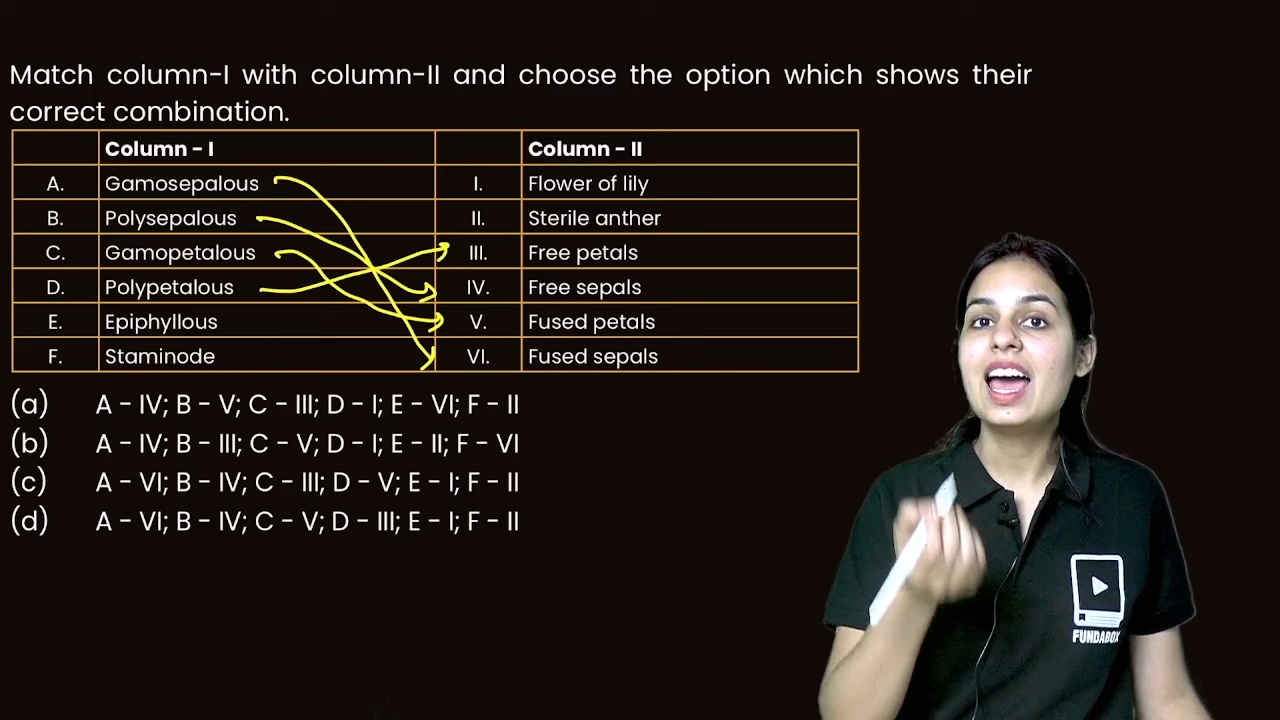 Match column-I with column-II and choose the option which shows their
correct combination.
Column - I Column - II
A. Gamosepalous I. Flower of lily
B. Polysepalous II. Sterile anther
C. Gamopetalous III. Free petals
D. Polypetalous IV. Free sepals
E. Epiphyllous V. Fused petals
F. Staminode VI. Fused sepals
(a) A - IV; B - V; C - III; D - I; E - VI; F - II
(b) A - IV; B - III; C - V; D - I; E - II; F - VI
(c) A - VI; B - IV; C - III; D - V; E - I; F - II
(d) A - VI; B - IV; C - V; D - III; E - I; F - II
FUNDABOX